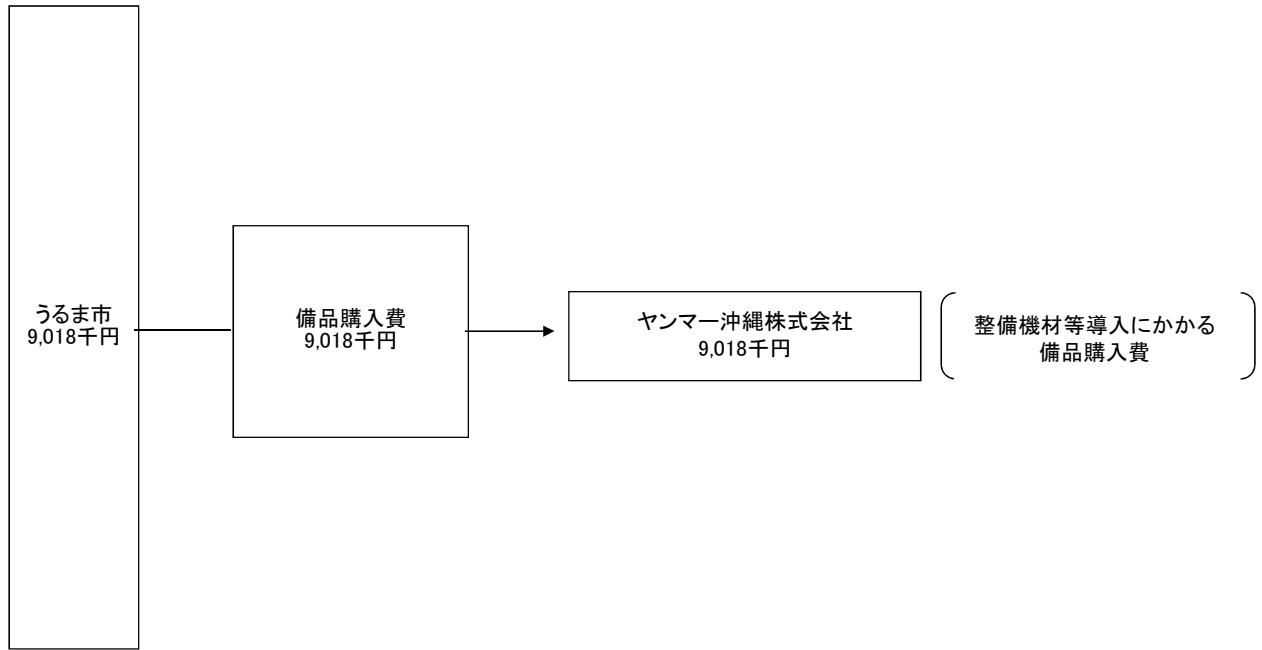 うるま市
9,018千円
備品購入費
9,018千円
ヤンマー沖縄株式会社
9,018千円
整備機材等導入にかかる
備品購入費